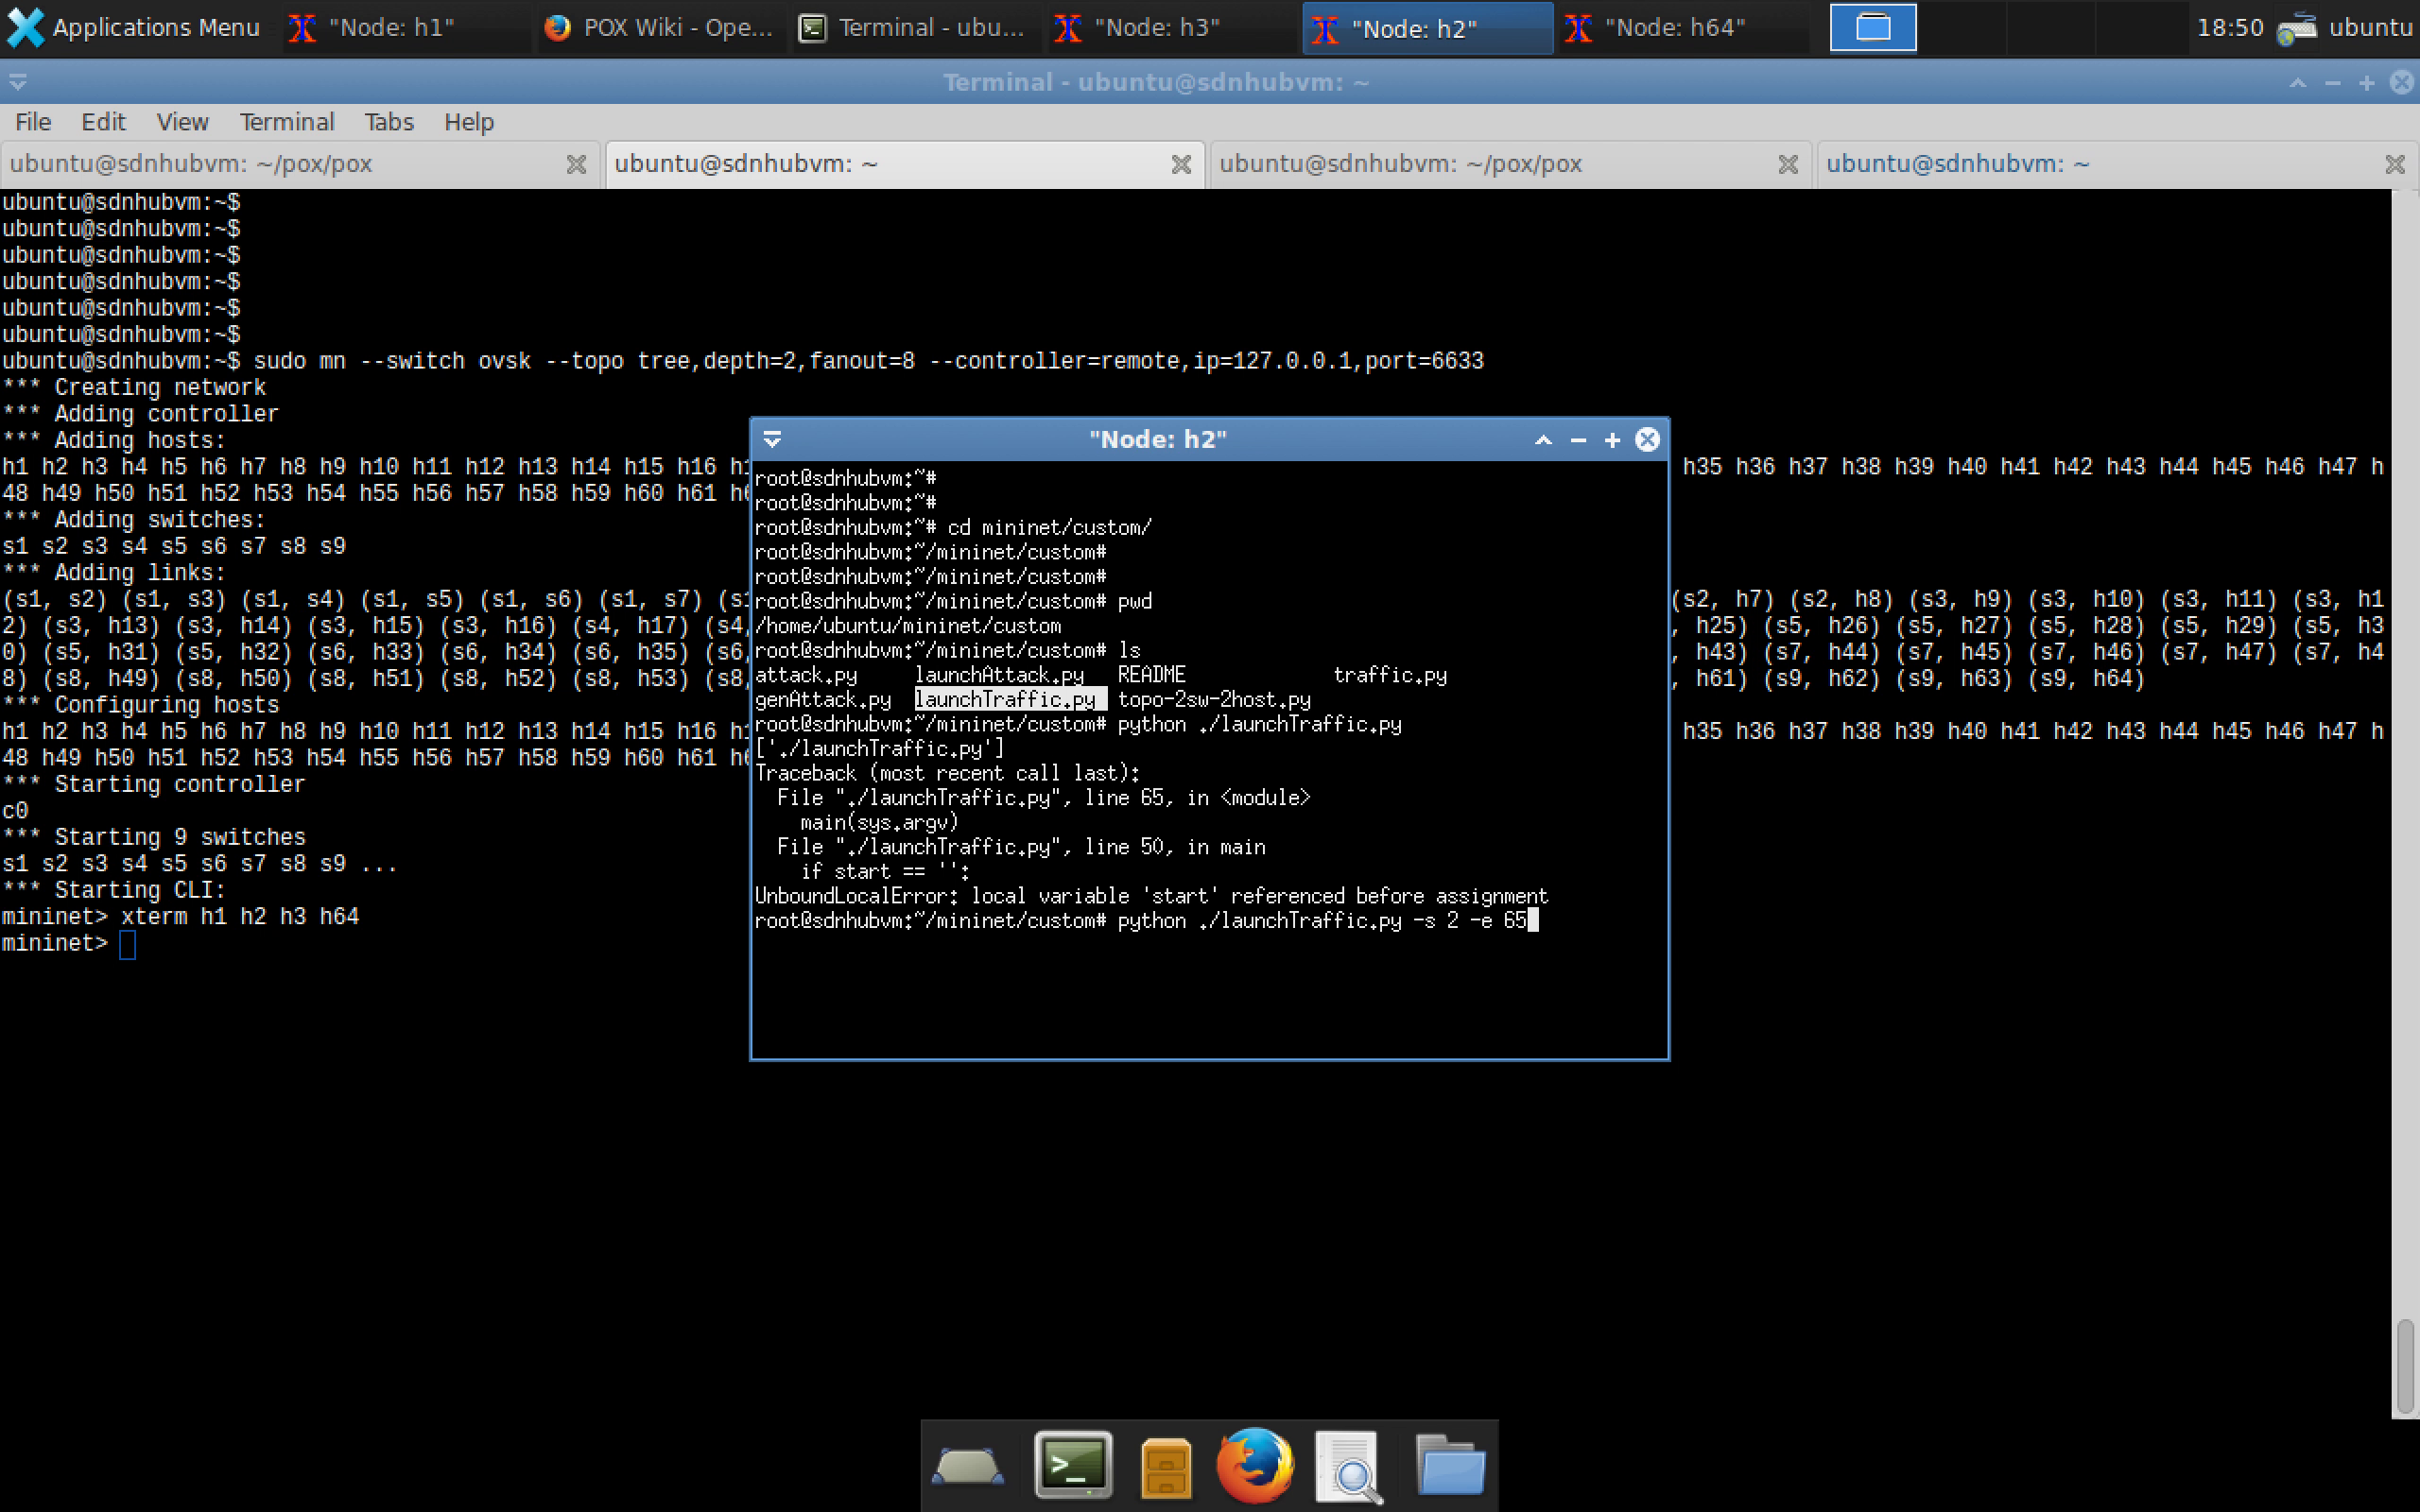 Applications Menu "Node: h1" POX Wiki - Ope... Terminal - ubu... "Node: h3" "Node: h2" "Node: h64" 18:50 ubuntu
Terminal - ubuntu@sdnhubvm: ~
File Edit View Terminal Tabs Help
ubuntu@sdnhubvm: ~/pox/pox ubuntu@sdnhubvm: ~ ubuntu@sdnhubvm: ~/pox/pox ubuntu@sdnhubvm: ~
ubuntu@sdnhubvm:~$
ubuntu@sdnhubvm:~$
ubuntu@sdnhubvm:~$
ubuntu@sdnhubvm:~$
ubuntu@sdnhubvm:~$
ubuntu@sdnhubvm:~$
ubuntu@sdnhubvm:~$ sudo mn --switch ovsk --topo tree,depth=2,fanout=8 --controller=remote,ip=127.0.0.1,port=6633
*** Creating network
*** Adding controller
*** Adding hosts:
h1 h2 h3 h4 h5 h6 h7 h8 h9 h10 h11 h12 h13 h14 h15 h16 h35 h36 h37 h38 h39 h40 h41 h42 h43 h44 h45 h46 h47 h
48 h49 h50 h51 h52 h53 h54 h55 h56 h57 h58 h59 h60 h61
*** Adding switches:
s1 s2 s3 s4 s5 s6 s7 s8 s9
*** Adding links:
(s1, s2) (s1, s3) (s1, s4) (s1, s5) (s1, s6) (s1, s7) (s2, h7) (s2, h8) (s3, h9) (s3, h10) (s3, h11) (s3, h1
2) (s3, h13) (s3, h14) (s3, h15) (s3, h16) (s4, h17) (s4, , h25) (s5, h26) (s5, h27) (s5, h28) (s5, h29) (s5, h3
0) (s5, h31) (s5, h32) (s6, h33) (s6, h34) (s6, h35) (s6, , h43) (s7, h44) (s7, h45) (s7, h46) (s7, h47) (s7, h4
8) (s8, h49) (s8, h50) (s8, h51) (s8, h52) (s8, h53) (s8, , h61) (s9, h62) (s9, h63) (s9, h64)
*** Configuring hosts
h1 h2 h3 h4 h5 h6 h7 h8 h9 h10 h11 h12 h13 h14 h15 h16 h35 h36 h37 h38 h39 h40 h41 h42 h43 h44 h45 h46 h47 h
48 h49 h50 h51 h52 h53 h54 h55 h56 h57 h58 h59 h60 h61
*** Starting controller
c0
*** Starting 9 switches
s1 s2 s3 s4 s5 s6 s7 s8 s9 ...
*** Starting CLI:
mininet> xterm h1 h2 h3 h64
mininet>
"Node: h2"
root@sdnhubvm:~#
root@sdnhubvm:~#
root@sdnhubvm:~# cd mininet/custom/
root@sdnhubvm:~/mininet/custom#
root@sdnhubvm:~/mininet/custom#
root@sdnhubvm:~/mininet/custom# pwd
/home/ubuntu/mininet/custom
root@sdnhubvm:~/mininet/custom# ls
attack.py launchAttack.py README traffic.py
genAttack.py launchTraffic.py topo-2sw-2host.py
root@sdnhubvm:~/mininet/custom# python ./launchTraffic.py
['./launchTraffic.py']
Traceback (most recent call last):
File "./launchTraffic.py", line 65, in <module>
main(sys.argv)
File "./launchTraffic.py", line 50, in main
if start == '':
UnboundLocalError: local variable 'start' referenced before assignment
root@sdnhubvm:~/mininet/custom# python ./launchTraffic.py -s 2 -e 65